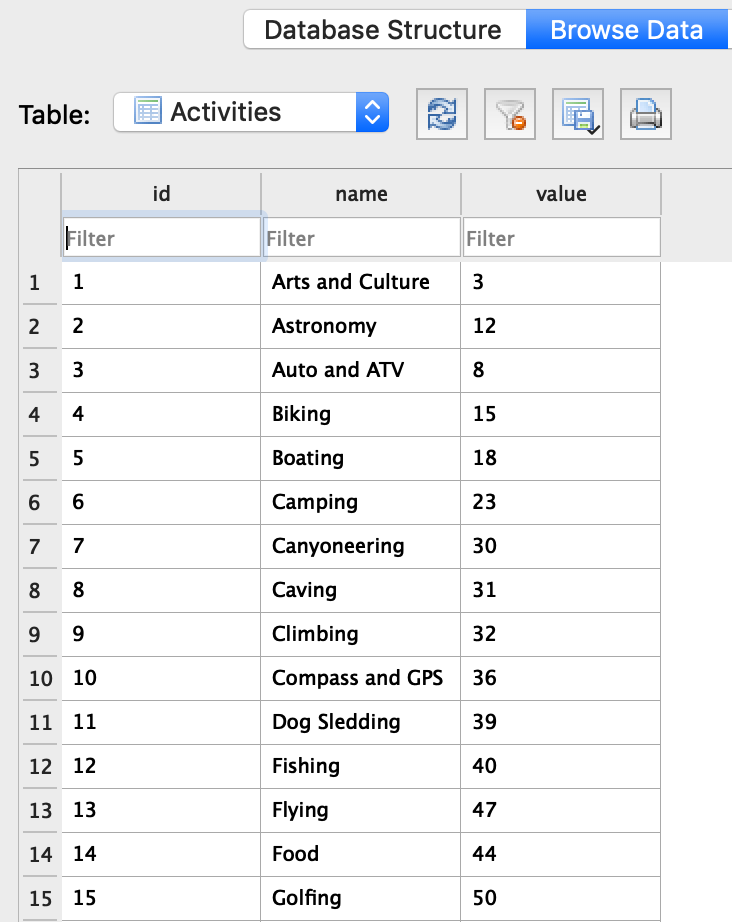 Database Structure Browse Data
Table: Activities
id name value
Filter Filter Filter
1 1 Arts and Culture 3
2 2 Astronomy 12
3 3 Auto and ATV 8
4 4 Biking 15
5 5 Boating 18
6 6 Camping 23
7 7 Canyoneering 30
8 8 Caving 31
9 9 Climbing 32
10 10 Compass and GPS 36
11 11 Dog Sledding 39
12 12 Fishing 40
13 13 Flying 47
14 14 Food 44
15 15 Golfing 50